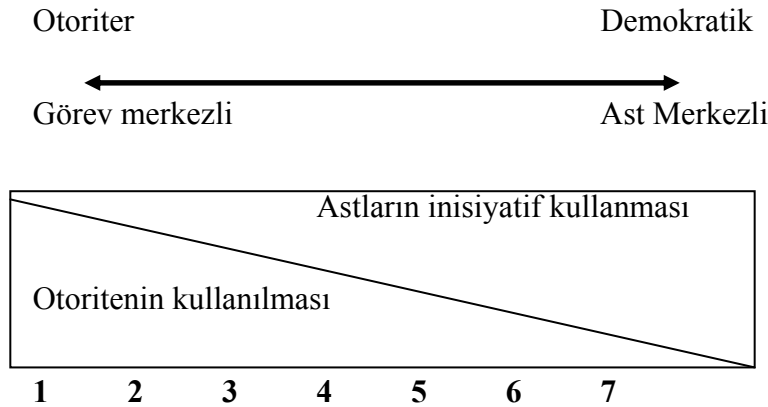 Otoriter Demokratik
Görev merkezli Ast Merkezli
Astların inisiyatif kullanması
Otoritenin kullanılması
1 2 3 4 5 6 7